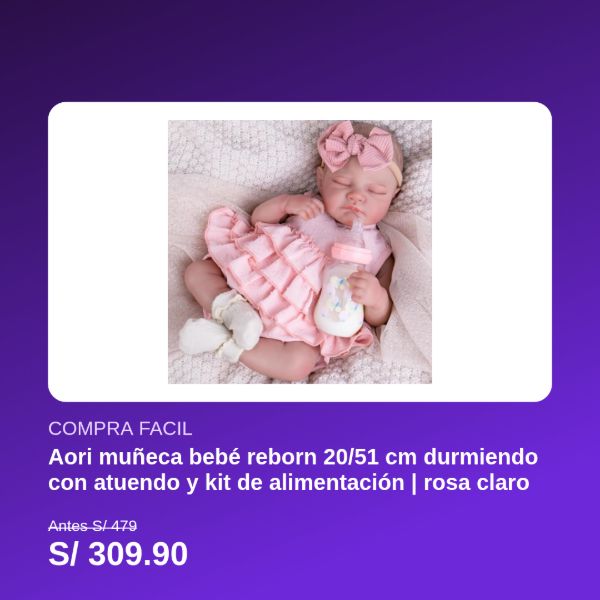 COMPRA FACIL
Aori muñeca bebé reborn 20/51 cm durmiendo
con atuendo y kit de alimentación | rosa claro
Antes S/ 479
S/ 309.90